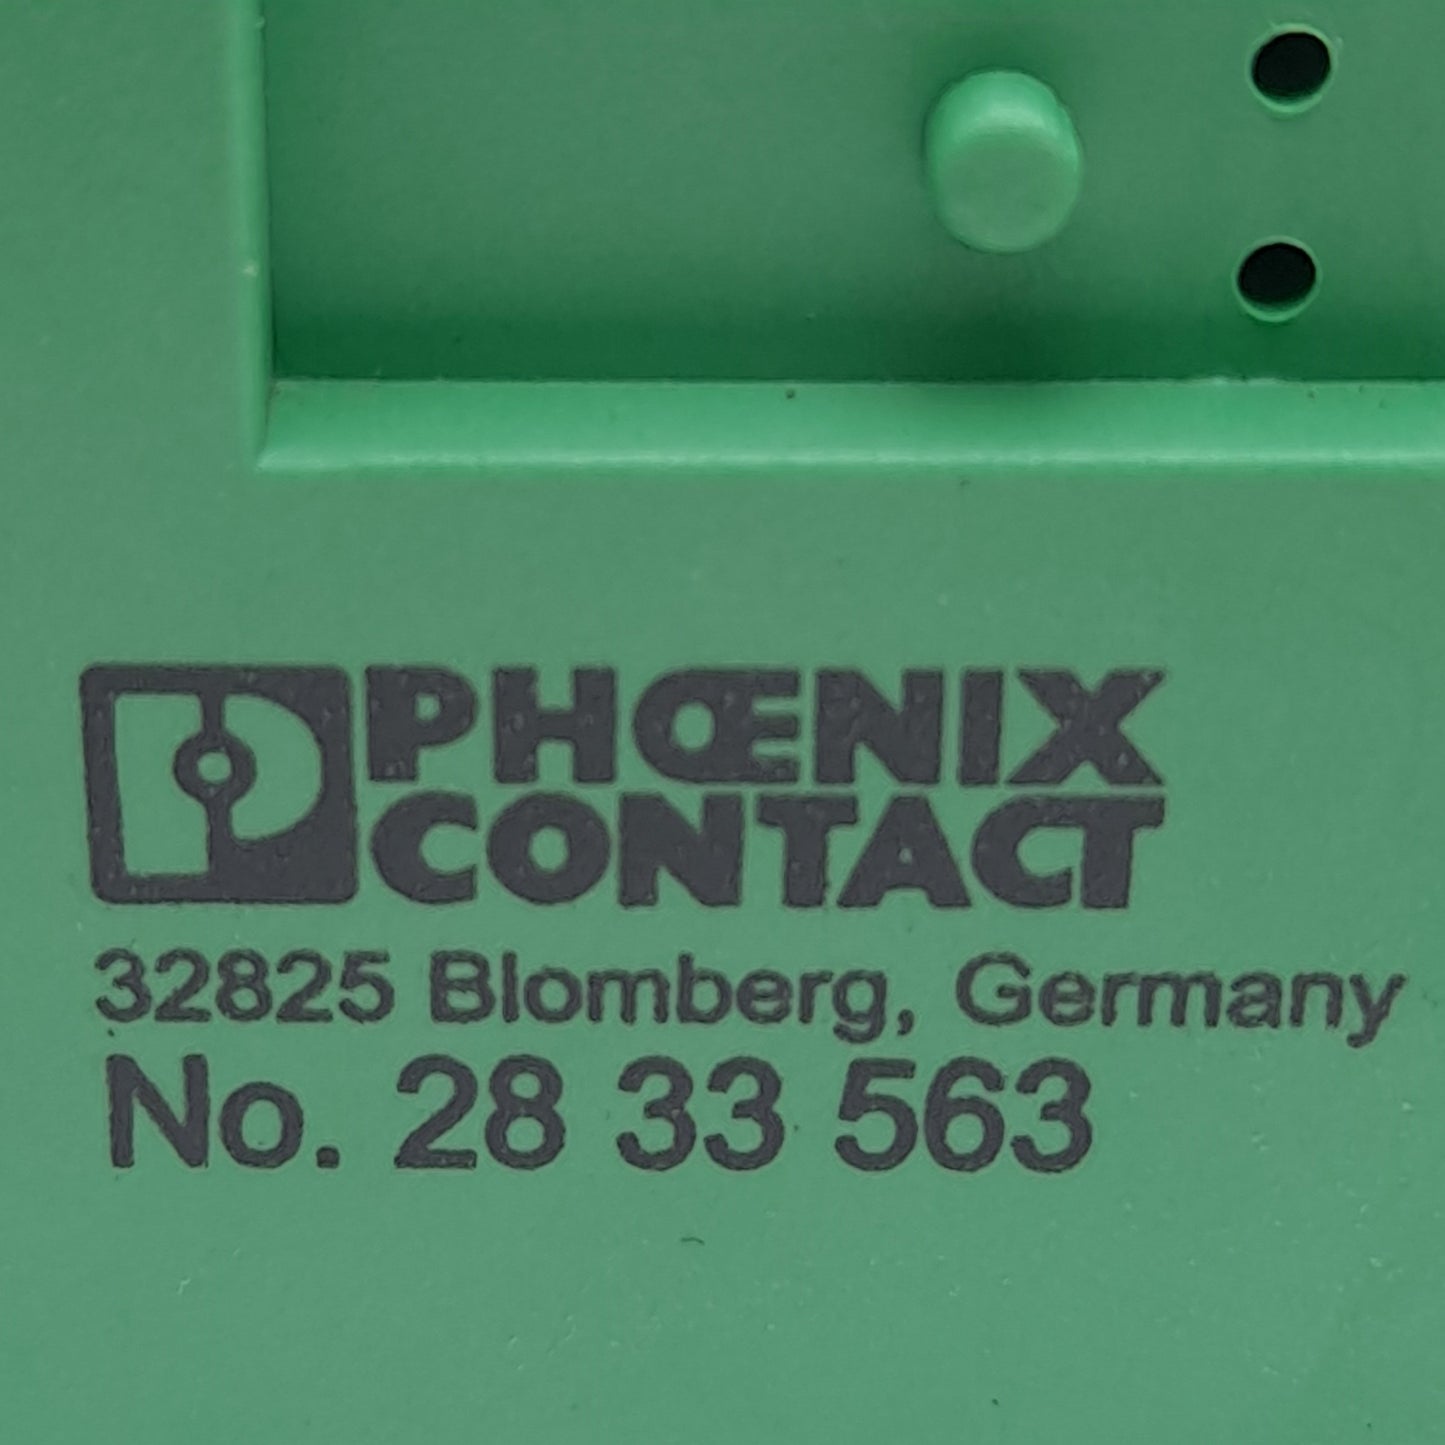 PHŒNIX
CONTACT
32825 Blomberg, Germany
No. 28 33 563